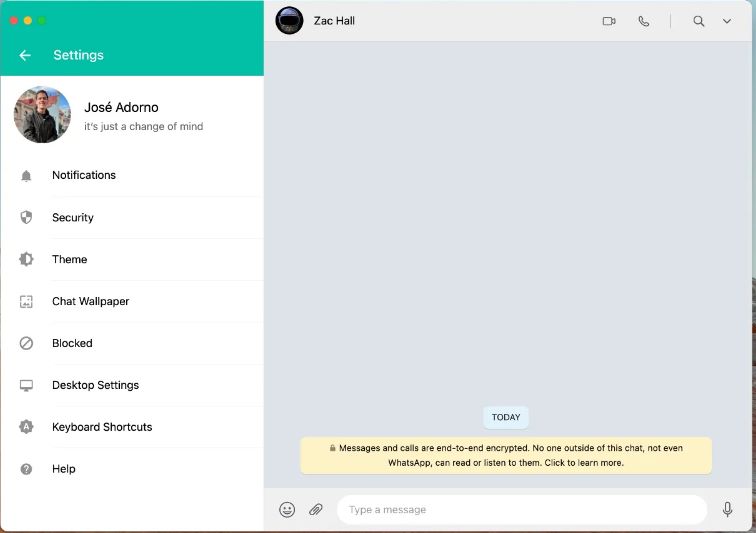 Settings
José Adorno
it's just a change of mind
Notifications
Security
Theme
Chat Wallpaper
Blocked
Desktop Settings
Keyboard Shortcuts
Help
Zac Hall
TODAY
Messages and calls are end-to-end encrypted. No one outside of this chat, not even
WhatsApp, can read or listen to them. Click to learn more.
Type a message